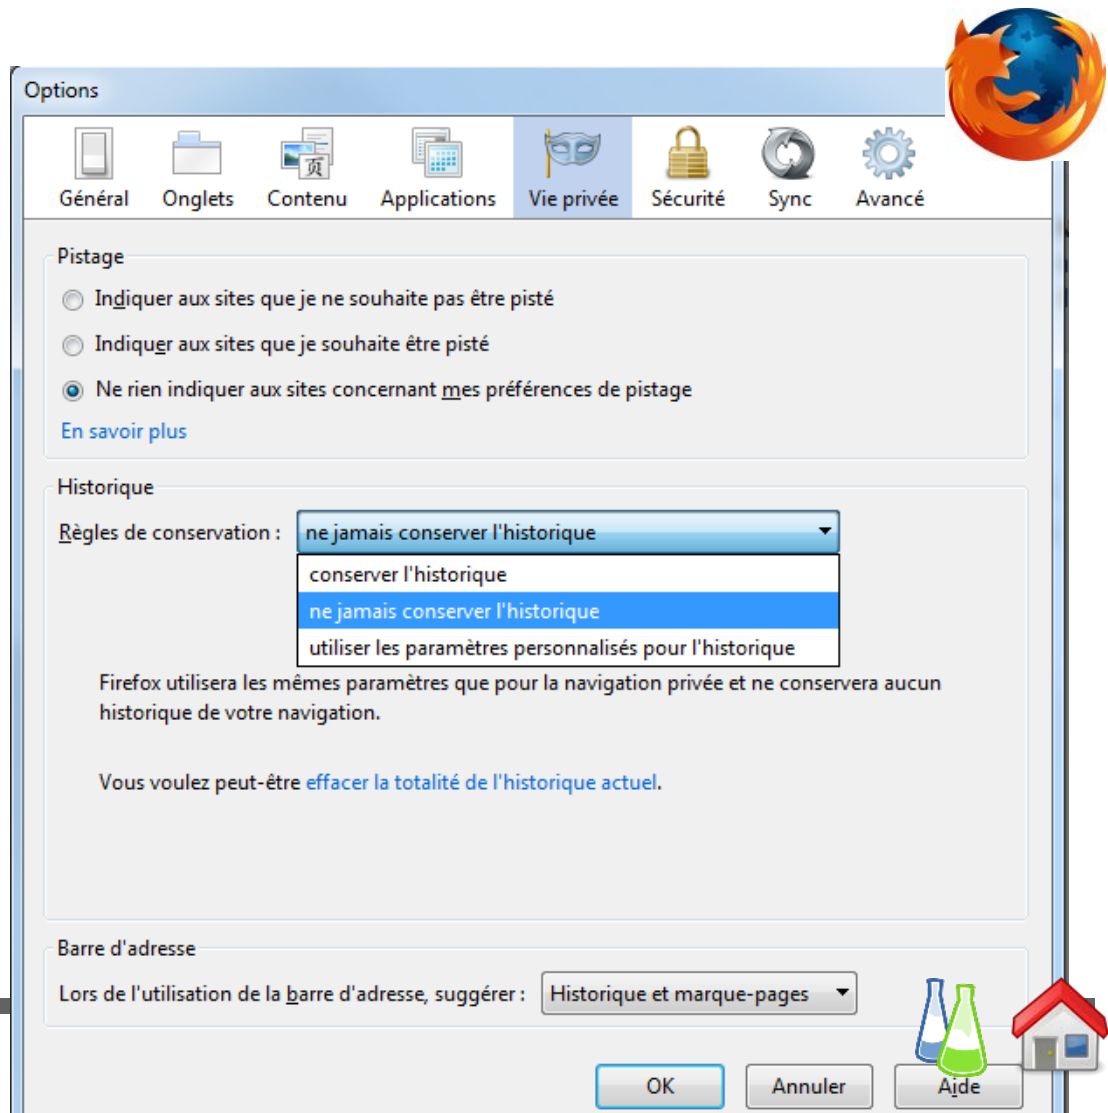 Options
Général Onglets Contenu Applications Vie privée Sécurité Sync Avancé
Pistage
Indiquer aux sites que je ne souhaite pas être pisté
Indiquer aux sites que je souhaite être pisté
Ne rien indiquer aux sites concernant mes préférences de pistage
En savoir plus
Historique
Règles de conservation : ne jamais conserver l'historique
conserver l'historique
ne jamais conserver l'historique
utiliser les paramètres personnalisés pour l'historique
Firefox utilisera les mêmes paramètres que pour la navigation privée et ne conservera aucun
historique de votre navigation.
Vous voulez peut-être effacer la totalité de l'historique actuel.
Barre d'adresse
Lors de l'utilisation de la barre d'adresse, suggérer : Historique et marque-pages
OK Annuler Aide